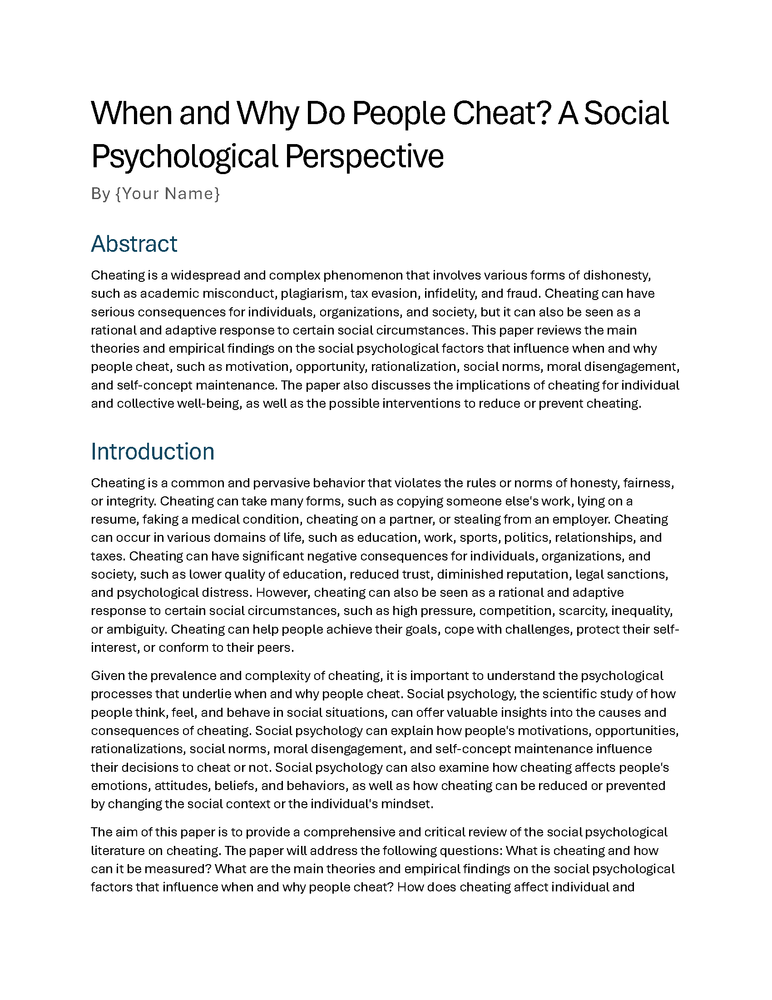 When and Why Do People Cheat? A Social
Psychological Perspective
By {Your Name}
Abstract
Cheating is a widespread and complex phenomenon that involves various forms of dishonesty,
such as academic misconduct, plagiarism, tax evasion, infidelity, and fraud. Cheating can have
serious consequences for individuals, organizations, and society, but it can also be seen as a
rational and adaptive response to certain social circumstances. This paper reviews the main
theories and empirical findings on the social psychological factors that influence when and why
people cheat, such as motivation, opportunity, rationalization, social norms, moral disengagement,
and self-concept maintenance. The paper also discusses the implications of cheating for individual
and collective well-being, as well as the possible interventions to reduce or prevent cheating.
Introduction
Cheating is a common and pervasive behavior that violates the rules or norms of honesty, fairness,
or integrity. Cheating can take many forms, such as copying someone else's work, lying on a
resume, faking a medical condition, cheating on a partner, or stealing from an employer. Cheating
can occur in various domains of life, such as education, work, sports, politics, relationships, and
taxes. Cheating can have significant negative consequences for individuals, organizations, and
society, such as lower quality of education, reduced trust, diminished reputation, legal sanctions,
and psychological distress. However, cheating can also be seen as a rational and adaptive
response to certain social circumstances, such as high pressure, competition, scarcity, inequality,
or ambiguity. Cheating can help people achieve their goals, cope with challenges, protect their self-
interest, or conform to their peers.
Given the prevalence and complexity of cheating, it is important to understand the psychological
processes that underlie when and why people cheat. Social psychology, the scientific study of how
people think, feel, and behave in social situations, can offer valuable insights into the causes and
consequences of cheating. Social psychology can explain how people's motivations, opportunities,
rationalizations, social norms, moral disengagement, and self-concept maintenance influence
their decisions to cheat or not. Social psychology can also examine how cheating affects people's
emotions, attitudes, beliefs, and behaviors, as well as how cheating can be reduced or prevented
by changing the social context or the individual's mindset.
The aim of this paper is to provide a comprehensive and critical review of the social psychological
literature on cheating. The paper will address the following questions: What is cheating and how
can it be measured? What are the main theories and empirical findings on the social psychological
factors that influence when and why people cheat? How does cheating affect individual and